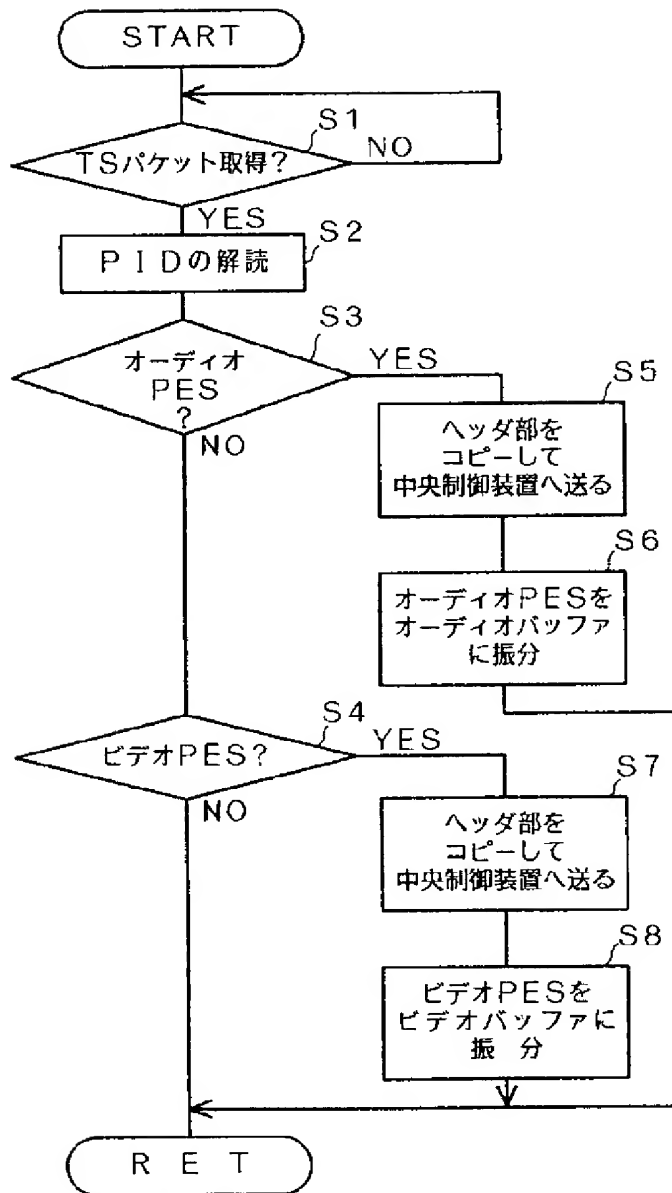 START
S1
TSパケット取得?
NO
YES
S2
PIDの解読
S3
オーディオ
PES
?
YES
NO
S5
ヘッダ部を
コピーして
中央制御装置へ送る
S6
オーディオPESを
オーディオバッファ
に振分
S4
ビデオPES?
YES
NO
S7
ヘッダ部を
コピーして
中央制御装置へ送る
S8
ビデオPESを
ビデオバッファに
振 分
RET